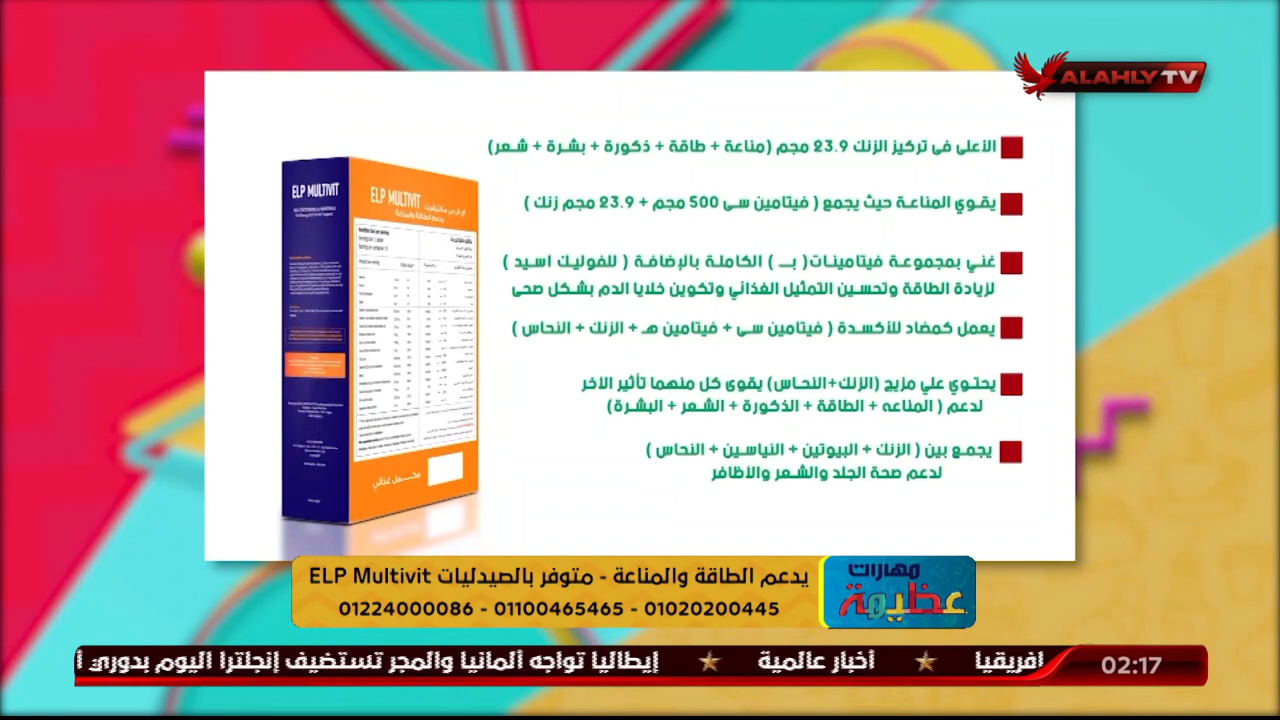 ALAHLY TV
الأعلى فى تركيز الزنك 23.9 مجم (مناعة + طاقة + ذكورة + بشرة + شعر)
يقوي المناعة حيث يجمع ( فيتامين سى 500 مجم + 23.9 مجم زنك )
غني بمجموعة فيتامينات ( بـ ) الثمانية بالإضافة ( للفوليك اسيد )
لزيادة الطاقة وتحسين التمثيل الغذائي وتكوين خلايا الدم بشكل صحى
يعمل كمضاد للأكسدة ( فيتامين سى + فيتامين هـ + الزنك + النحاس )
يحتوي علي مزيج (الزنك+النحاس) يقوى كل منهما تأثير الآخر
لدعم ( المناعه + الطاقة + الذكورة + الشعر + البشرة)
يجمع بين ( الزنك + البيوتين + النياسين + النحاس )
لدعم صحة الجلد والشعر والأظافر
ELP MULTIVIT
ELP MULTIVIT
يدعم الطاقة والمناعة
مكمل غذائي
مهارات
عظيمة
يدعم الطاقة والمناعة - متوفر بالصيدليات ELP Multivit
01224000086 - 01100465465 - 01020200445
افريقيا ★ أخبار عالمية ★ إيطاليا تواجه ألمانيا والمجر تستضيف إنجلترا اليوم بدوري أ
02:17